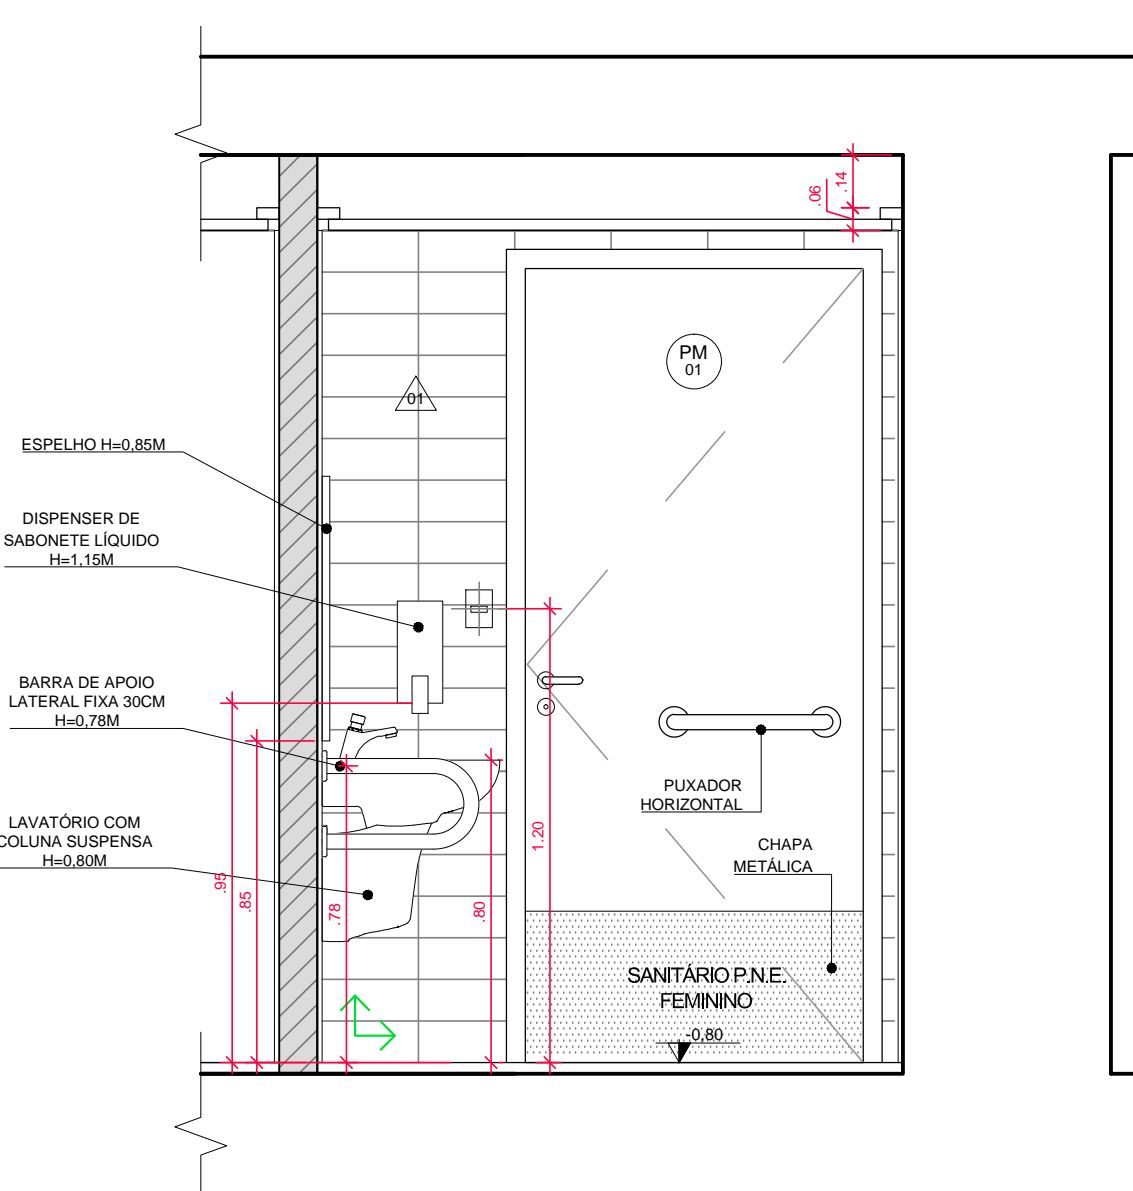 .14
.06
PM
01
01
ESPELHO H=0,85M
DISPENSER DE
SABONETE LÍQUIDO
H=1,15M
BARRA DE APOIO
LATERAL FIXA 30CM
H=0,78M
PUXADOR
HORIZONTAL
LAVATÓRIO COM
COLUNA SUSPENSA
H=0,80M
1.20
CHAPA
METÁLICA
.95
.85
.78
.80
SANITÁRIO P.N.E.
FEMININO
-0,80